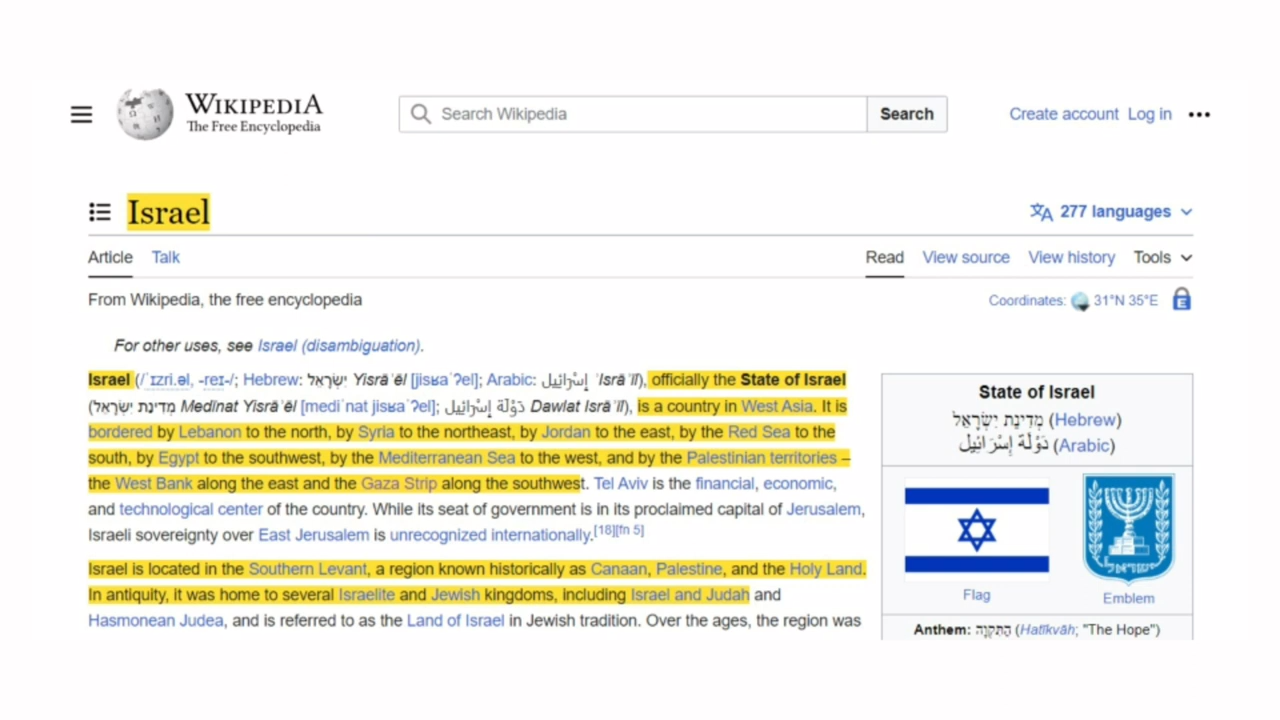 WIKIPEDIA
The Free Encyclopedia
Search Wikipedia
Search
Create account Log in
Israel
277 languages
Article Talk
Read View source View history Tools
From Wikipedia, the free encyclopedia
Coordinates: 31°N 35°E
For other uses, see Israel (disambiguation).
Israel (/ˈɪzri.əl, -reɪ-/; Hebrew: יִשְׂרָאֵל Yīsrāʾēl [jisʁaˈʔel]; Arabic: إِسْرَائِيل ʾIsrāʾīl), officially the State of Israel
(מְדִינַת יִשְׂרָאֵל Medīnat Yīsrāʾēl [mediˈnat jisʁaˈʔel]; دَوْلَة إِسْرَائِيل Dawlat Isrāʾīl), is a country in West Asia. It is
bordered by Lebanon to the north, by Syria to the northeast, by Jordan to the east, by the Red Sea to the
south, by Egypt to the southwest, by the Mediterranean Sea to the west, and by the Palestinian territories –
the West Bank along the east and the Gaza Strip along the southwest. Tel Aviv is the financial, economic,
and technological center of the country. While its seat of government is in its proclaimed capital of Jerusalem,
Israeli sovereignty over East Jerusalem is unrecognized internationally.[18][fn 5]
Israel is located in the Southern Levant, a region known historically as Canaan, Palestine, and the Holy Land.
In antiquity, it was home to several Israelite and Jewish kingdoms, including Israel and Judah and
Hasmonean Judea, and is referred to as the Land of Israel in Jewish tradition. Over the ages, the region was
State of Israel
מְדִינַת יִשְׂרָאֵל (Hebrew)
دَوْلَة إِسْرَائِيل (Arabic)
ישראל
Flag
Emblem
Anthem: הַתִּקְוָה (Hatīkvāh; "The Hope")